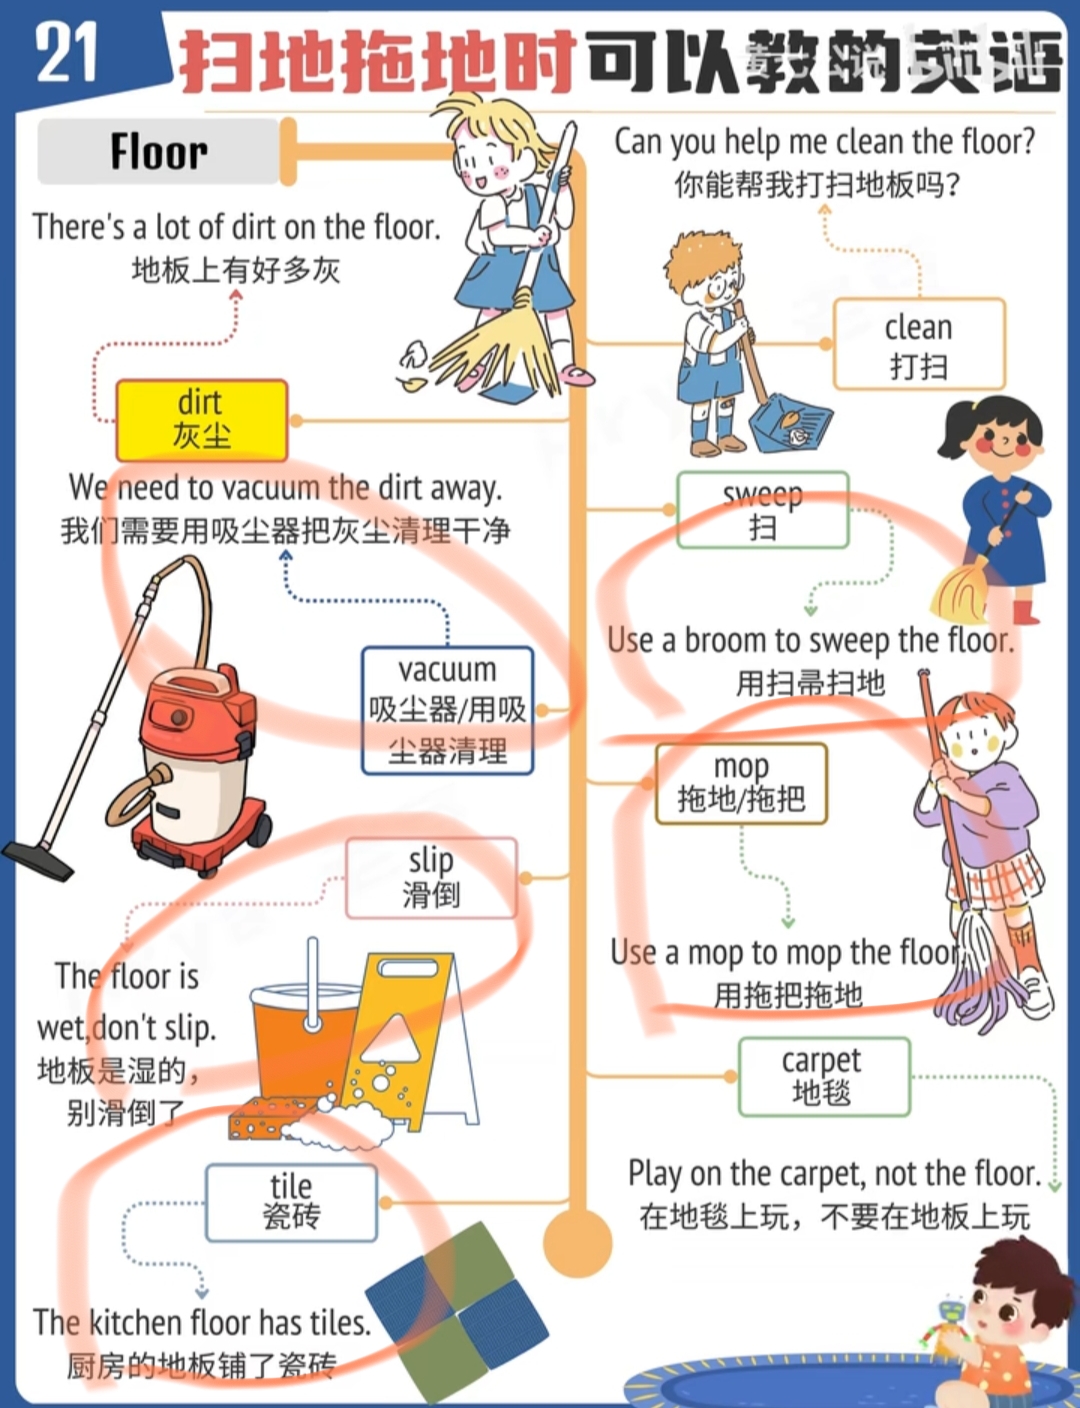 21
扫地拖地时可以教的英语
Floor
There's a lot of dirt on the floor.
地板上有好多灰
dirt
灰尘
We need to vacuum the dirt away.
我们需要用吸尘器把灰尘清理干净
vacuum
吸尘器/用吸
尘器清理
slip
滑倒
The floor is
wet,don't slip.
地板是湿的，
别滑倒了
tile
瓷砖
The kitchen floor has tiles.
厨房的地板铺了瓷砖
Can you help me clean the floor?
你能帮我打扫地板吗？
clean
打扫
sweep
扫
Use a broom to sweep the floor.
用扫帚扫地
mop
拖地/拖把
Use a mop to mop the floor.
用拖把拖地
carpet
地毯
Play on the carpet, not the floor.
在地毯上玩，不要在地板上玩